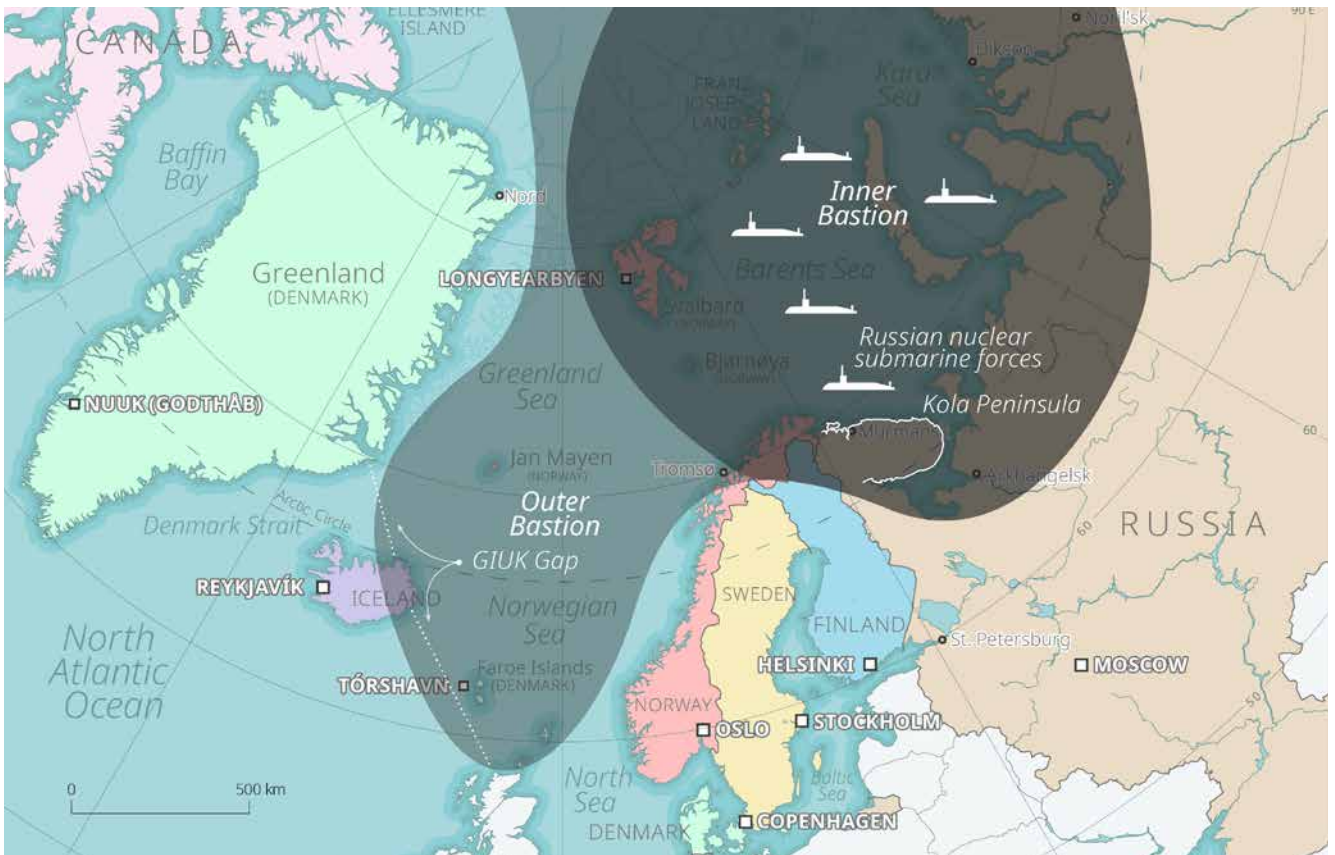 ELLESMERE
ISLAND
CANADA
90 E
Noril'sk
Dikson
Kara
Sea
FRANZ
JOSEF
LAND
Baffin
Bay
Nord
Inner
Bastion
Greenland
(DENMARK)
LONGYEARBYEN
Barents Sea
Svalbard
(NORWAY)
Russian nuclear
submarine forces
Bjørnøya
(NORWAY)
Greenland
Sea
NUUK (GODTHÅB)
Kola Peninsula
60
Murmans
Jan Mayen
(NORWAY)
Tromsø
Arkhangelsk
Outer
Bastion
Denmark Strait
Arctic Circle
60
RUSSIA
GIUK Gap
REYKJAVÍK
ICELAND
SWEDEN
Norwegian
Sea
FINLAND
St. Petersburg
North
Atlantic
Ocean
HELSINKI
MOSCOW
Faroe Islands
(DENMARK)
TÓRSHAVN
NORWAY
50
OSLO
STOCKHOLM
North
Sea
Baltic
Sea
0
500 km
DENMARK
COPENHAGEN